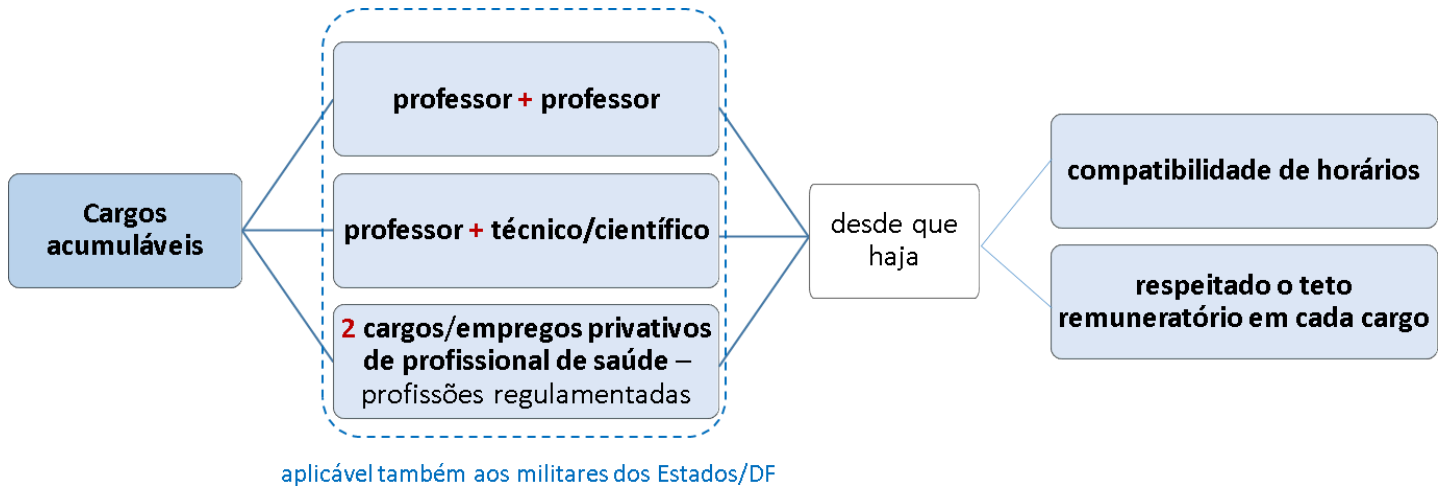 Cargos
acumuláveis
professor + professor
professor + técnico/científico
2 cargos/empregos privativos
de profissional de saúde –
profissões regulamentadas
desde que
haja
compatibilidade de horários
respeitado o teto
remuneratório em cada cargo
aplicável também aos militares dos Estados/DF